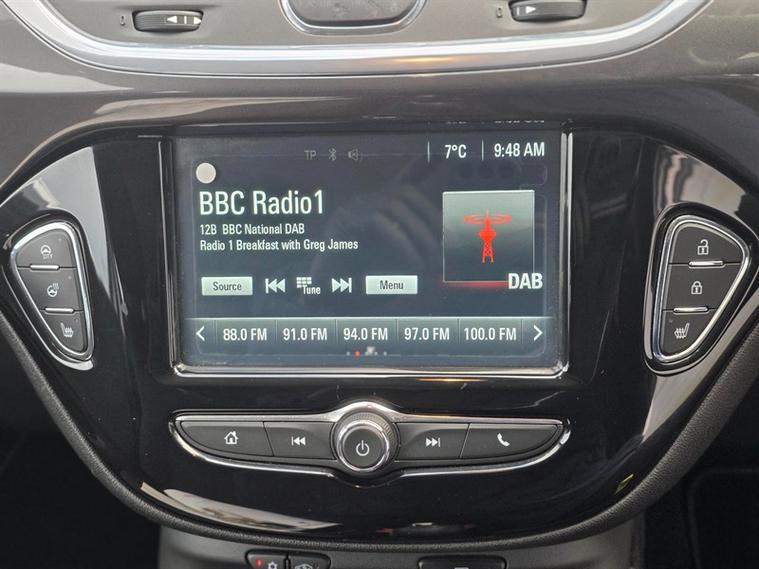 TP
7°C
9:48 AM
BBC Radio1
12B BBC National DAB
Radio 1 Breakfast with Greg James
DAB
Source
Tune
Menu
88.0 FM
91.0 FM
94.0 FM
97.0 FM
100.0 FM
CITY